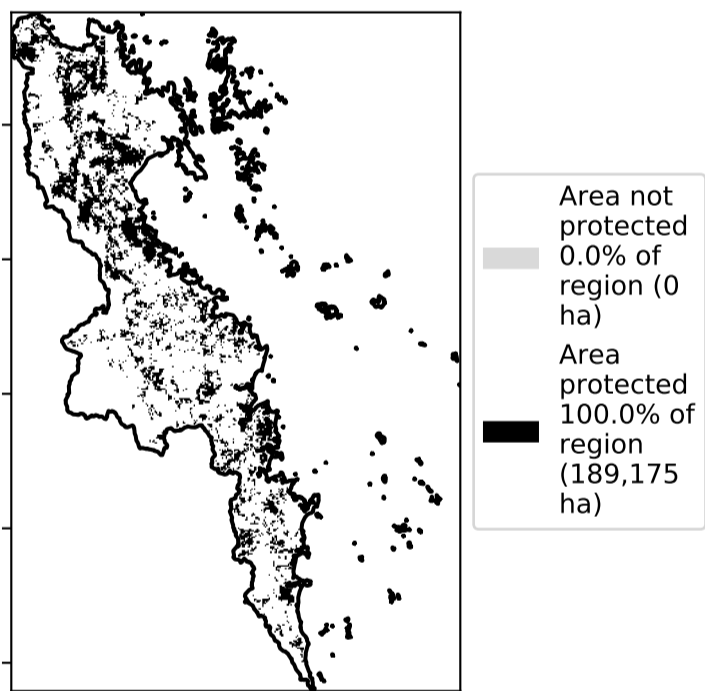 Area not
protected
0.0% of
region (0
ha)
Area
protected
100.0% of
region
(189,175
ha)